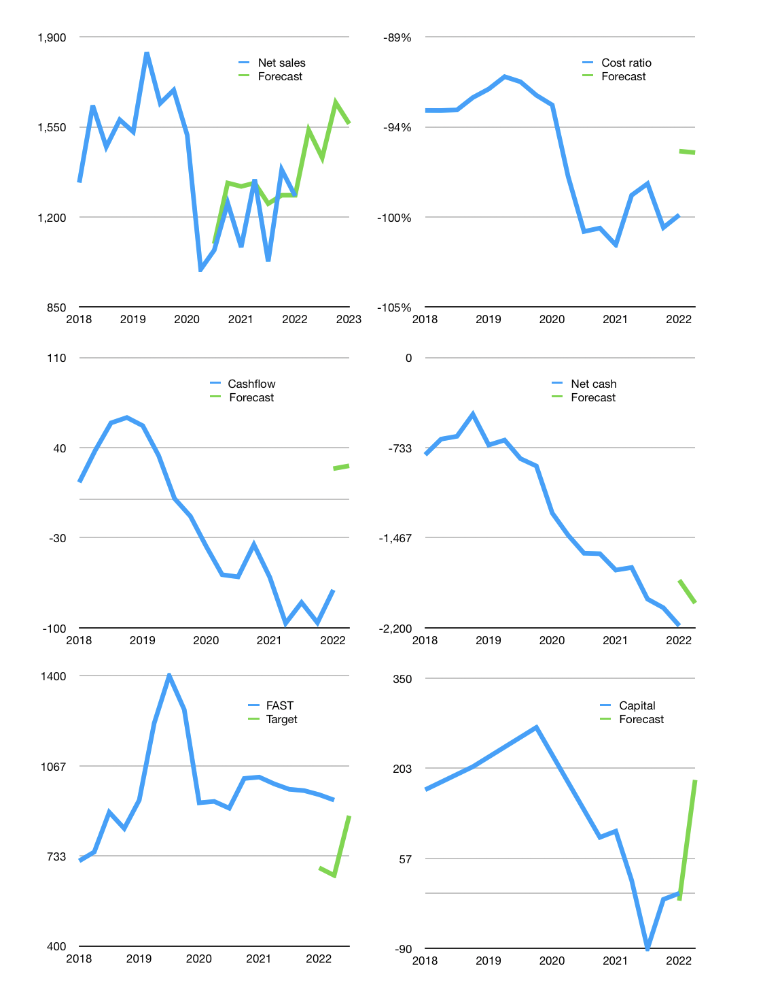 1,900
Net sales
Forecast
1,550
1,200
850
2018 2019 2020 2021 2022 2023
-89%
Cost ratio
Forecast
-94%
-100%
-105%
2018 2019 2020 2021 2022
110
Cashflow
Forecast
40
-30
-100
2018 2019 2020 2021 2022
0
Net cash
Forecast
-733
-1,467
-2,200
2018 2019 2020 2021 2022
1400
FAST
Target
1067
733
400
2018 2019 2020 2021 2022
350
Capital
Forecast
203
57
-90
2018 2019 2020 2021 2022